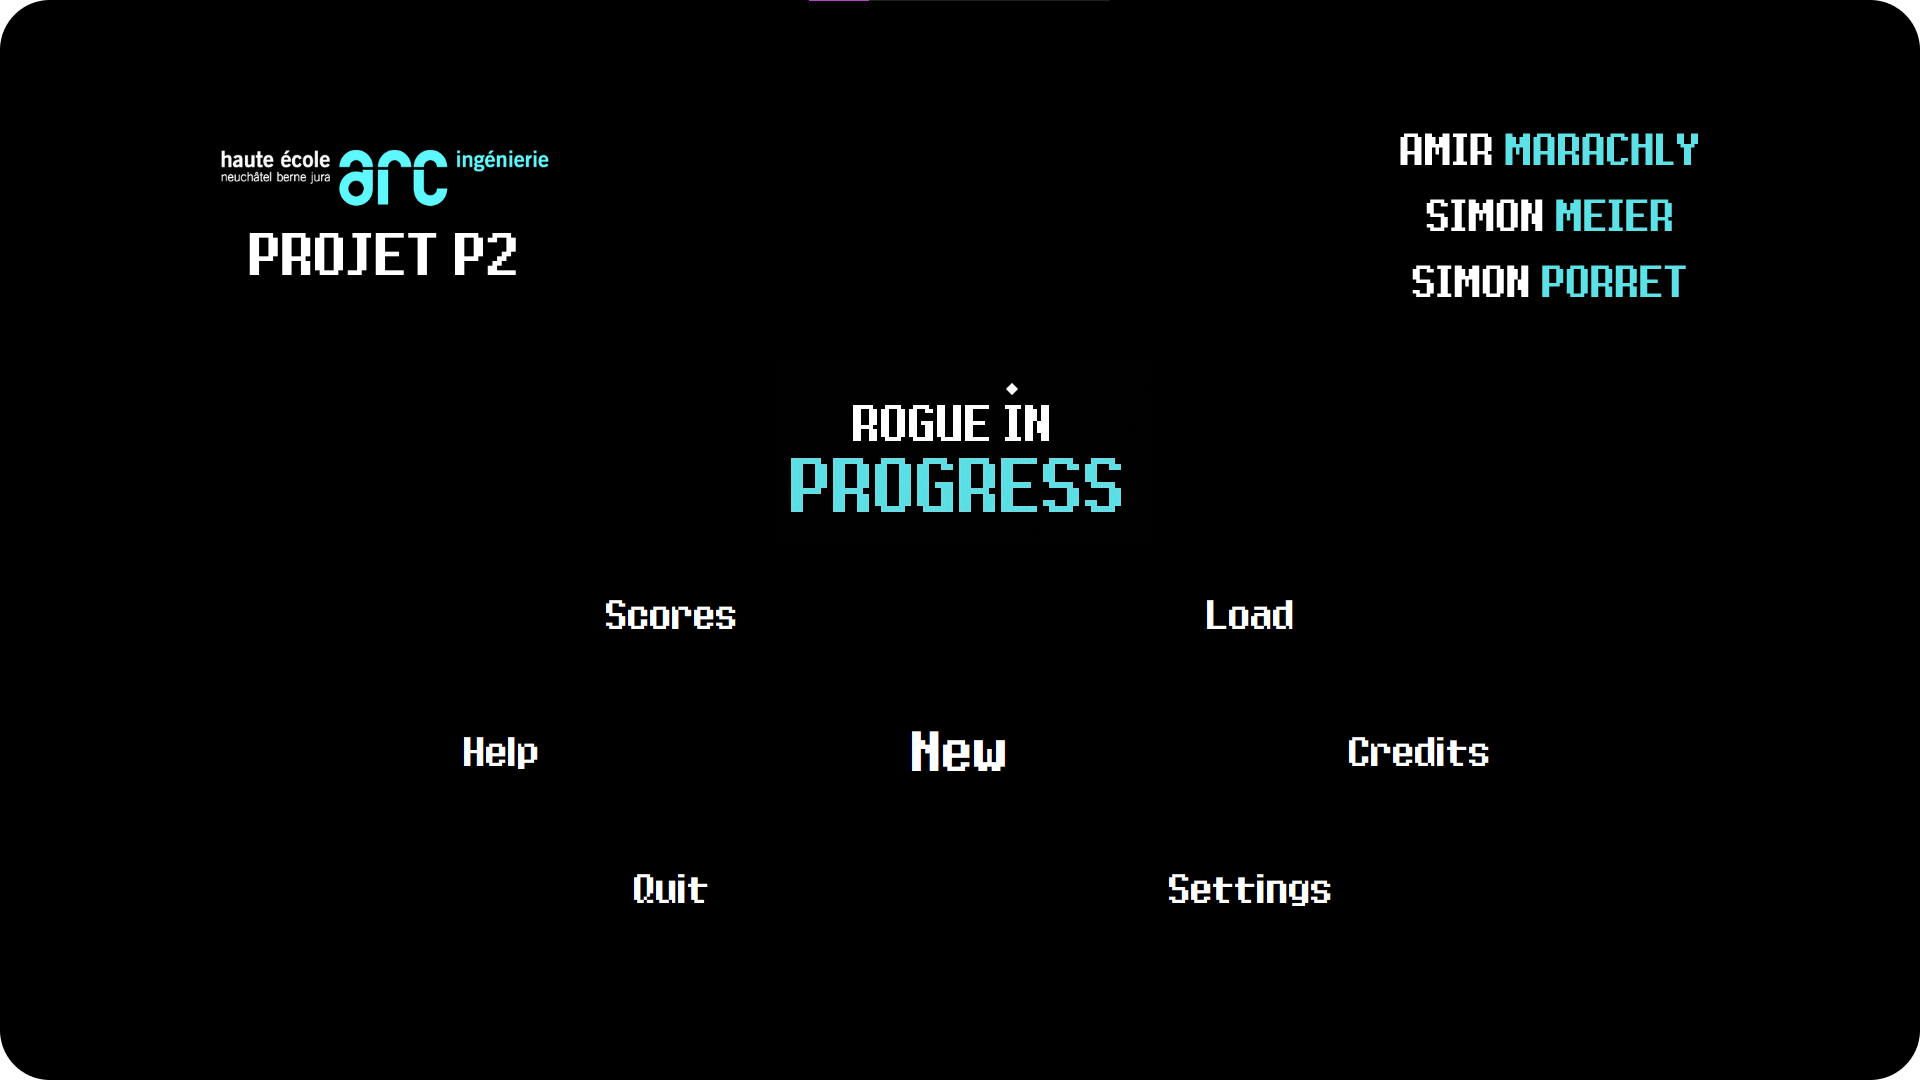 haute école arc ingénierie
neuchâtel berne jura
PROJET P2
AMIR MARACHLY
SIMON MEIER
SIMON PORRET
ROGUE IN
PROGRESS
Scores
Load
Help
New
Credits
Quit
Settings